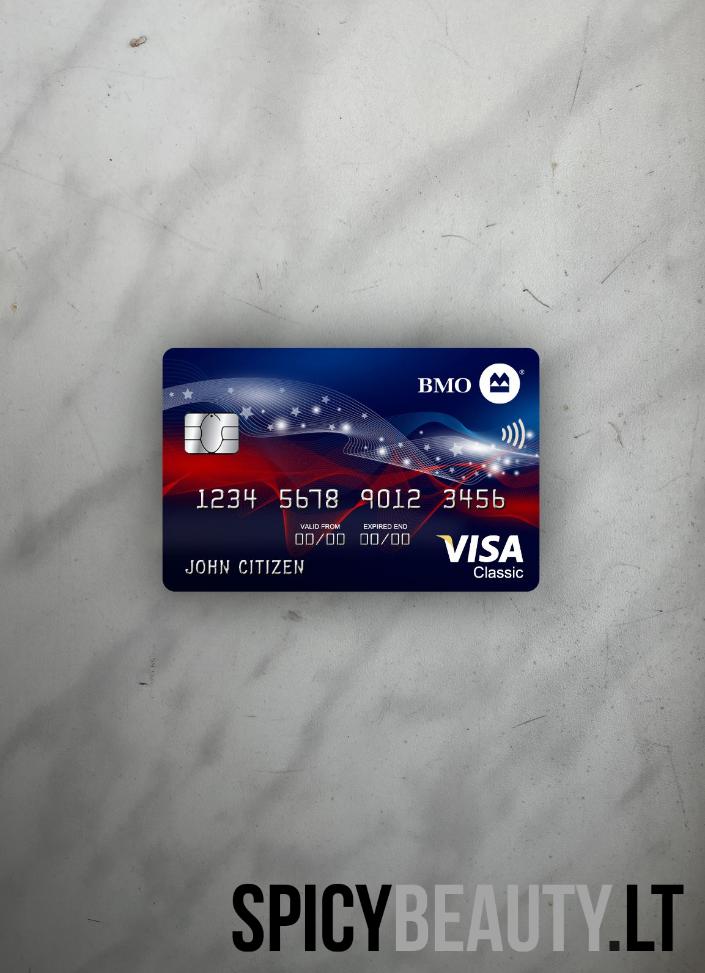 BMO
®
1234 5678 9012 3456
VALID FROM EXPIRED END
00/00 00/00
VISA
JOHN CITIZEN
Classic
SPICYBEAUTY.LT